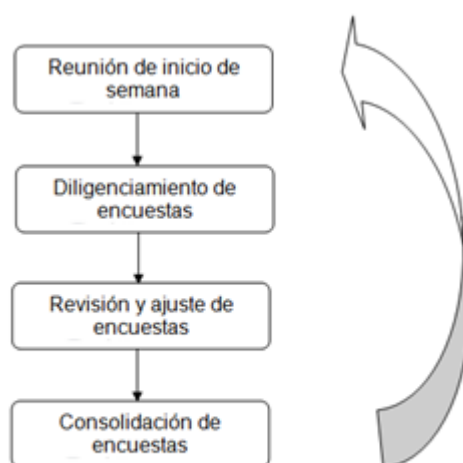 Reunión de inicio de
semana
Diligenciamiento de
encuestas
Revisión y ajuste de
encuestas
Consolidación de
encuestas